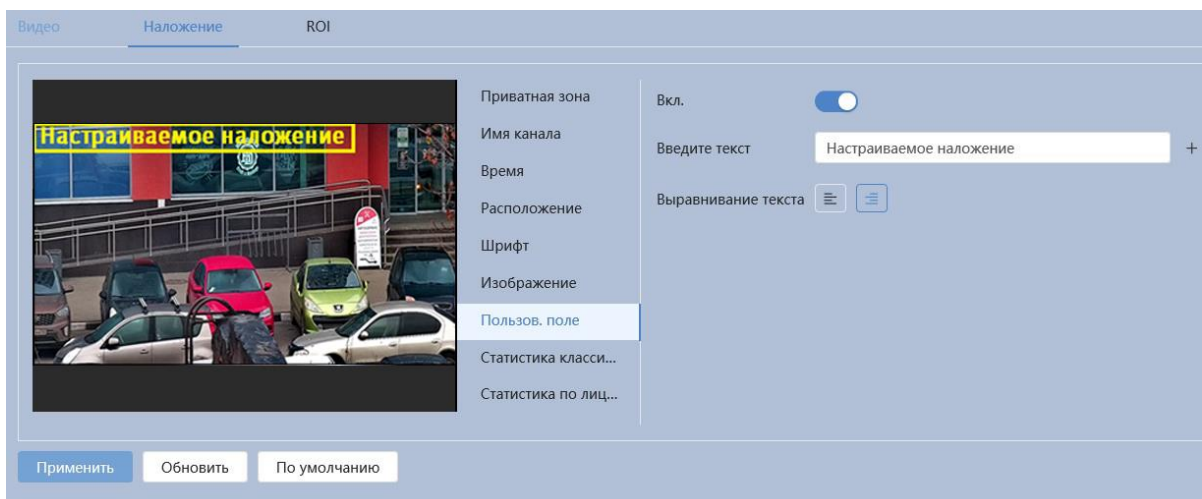 Видео
Наложение
ROI
Настраиваемое наложение
Приватная зона
Имя канала
Время
Расположение
Шрифт
Изображение
Пользов. поле
Статистика класси...
Статистика по лиц...
Вкл.
Введите текст
Настраиваемое наложение
+
Выравнивание текста
Применить
Обновить
По умолчанию